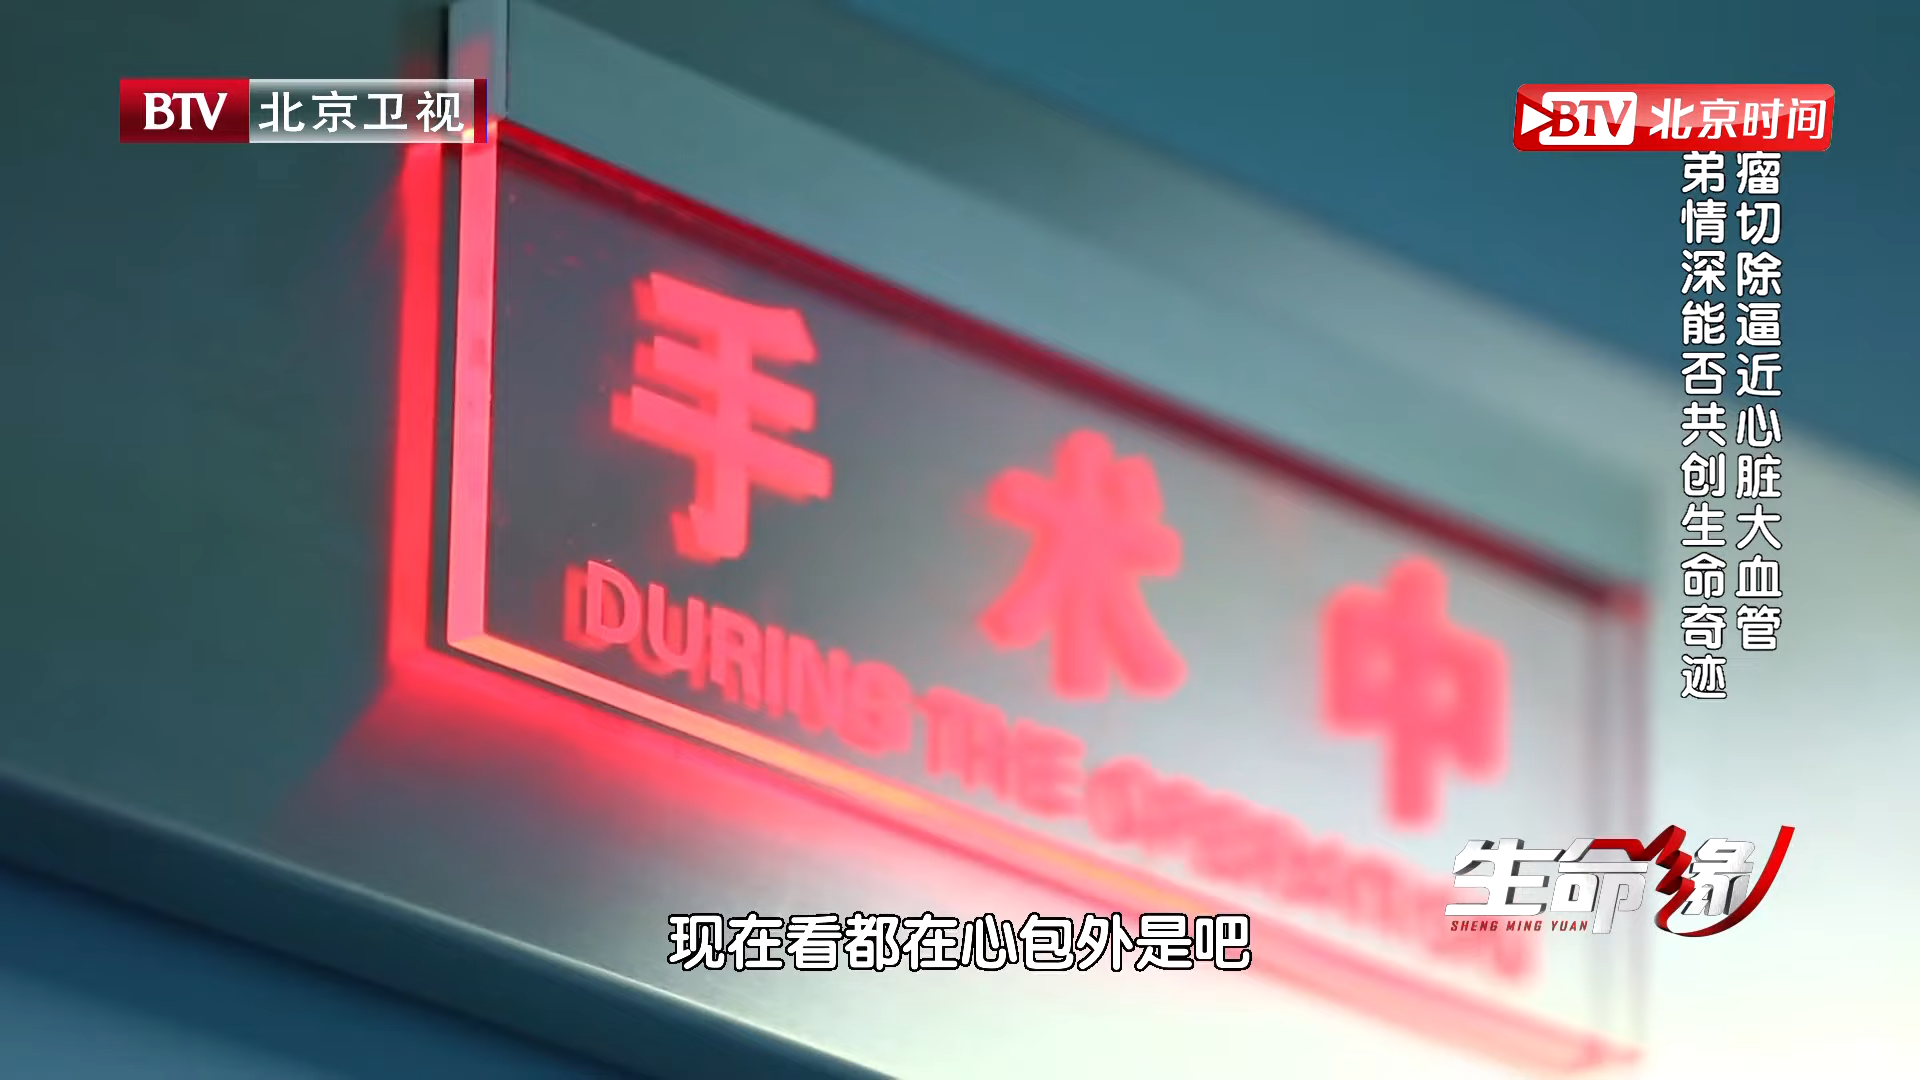 BTV 北京卫视
BTV 北京时间
瘤切除逼近心脏大血管
弟情深能否共创生命奇迹
手术中
DURING THE OPERATION
生命缘
SHENG MING YUAN
现在看都在心包外是吧